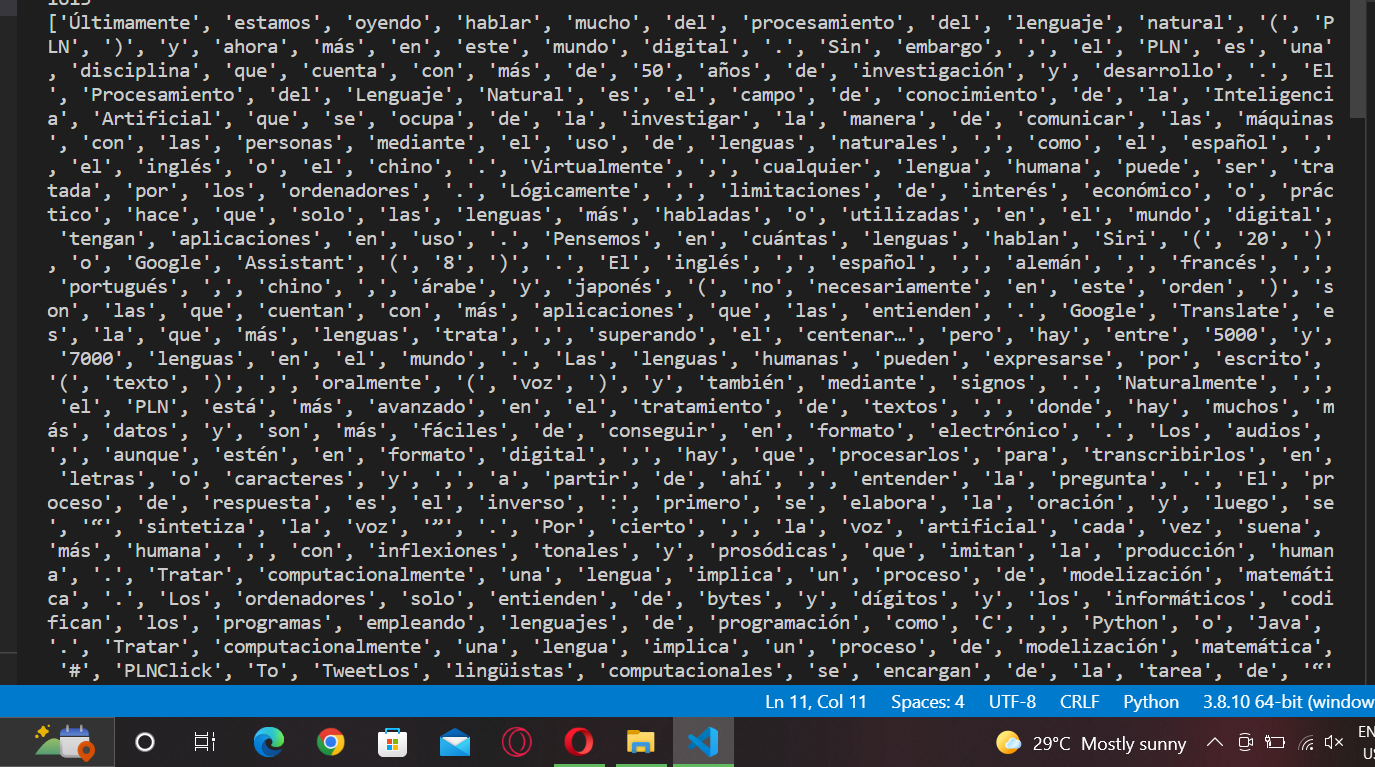 ['Últimamente', 'estamos', 'oyendo', 'hablar', 'mucho', 'del', 'procesamiento', 'del', 'lenguaje', 'natural', '(', 'P
LN', ')', 'y', 'ahora', 'más', 'en', 'este', 'mundo', 'digital', '.', 'Sin', 'embargo', ',', 'el', 'PLN', 'es', 'una'
, 'disciplina', 'que', 'cuenta', 'con', 'más', 'de', '50', 'años', 'de', 'investigación', 'y', 'desarrollo', '.', 'El
', 'Procesamiento', 'del', 'Lenguaje', 'Natural', 'es', 'el', 'campo', 'de', 'conocimiento', 'de', 'la', 'Inteligenci
a', 'Artificial', 'que', 'se', 'ocupa', 'de', 'la', 'investigar', 'la', 'manera', 'de', 'comunicar', 'las', 'máquinas
', 'con', 'las', 'personas', 'mediante', 'el', 'uso', 'de', 'lenguas', 'naturales', ',', 'como', 'el', 'español', ','
, 'el', 'inglés', 'o', 'el', 'chino', '.', 'Virtualmente', ',', 'cualquier', 'lengua', 'humana', 'puede', 'ser', 'tra
tada', 'por', 'los', 'ordenadores', '.', 'Lógicamente', ',', 'limitaciones', 'de', 'interés', 'económico', 'o', 'prác
tico', 'hace', 'que', 'solo', 'las', 'lenguas', 'más', 'habladas', 'o', 'utilizadas', 'en', 'el', 'mundo', 'digital',
'tengan', 'aplicaciones', 'en', 'uso', '.', 'Pensemos', 'en', 'cuántas', 'lenguas', 'hablan', 'Siri', '(', '20', ')'
, 'o', 'Google', 'Assistant', '(', '8', ')', '.', 'El', 'inglés', ',', 'español', ',', 'alemán', ',', 'francés', ',',
'portugués', ',', 'chino', ',', 'árabe', 'y', 'japonés', '(', 'no', 'necesariamente', 'en', 'este', 'orden', ')', 's
on', 'las', 'que', 'cuentan', 'con', 'más', 'aplicaciones', 'que', 'las', 'entienden', '.', 'Google', 'Translate', 'e
s', 'la', 'que', 'más', 'lenguas', 'trata', ',', 'superando', 'el', 'centenar…', 'pero', 'hay', 'entre', '5000', 'y',
'7000', 'lenguas', 'en', 'el', 'mundo', '.', 'Las', 'lenguas', 'humanas', 'pueden', 'expresarse', 'por', 'escrito',
'(', 'texto', ')', ',', 'oralmente', '(', 'voz', ')', 'y', 'también', 'mediante', 'signos', '.', 'Naturalmente', ',',
'el', 'PLN', 'está', 'más', 'avanzado', 'en', 'el', 'tratamiento', 'de', 'textos', ',', 'donde', 'hay', 'muchos', 'm
ás', 'datos', 'y', 'son', 'más', 'fáciles', 'de', 'conseguir', 'en', 'formato', 'electrónico', '.', 'Los', 'audios',
',', 'aunque', 'estén', 'en', 'formato', 'digital', ',', 'hay', 'que', 'procesarlos', 'para', 'transcribirlos', 'en',
'letras', 'o', 'caracteres', 'y', ',', 'a', 'partir', 'de', 'ahí', ',', 'entender', 'la', 'pregunta', '.', 'El', 'pr
oceso', 'de', 'respuesta', 'es', 'el', 'inverso', ':', 'primero', 'se', 'elabora', 'la', 'oración', 'y', 'luego', 'se
', '“', 'sintetiza', 'la', 'voz', '”', '.', 'Por', 'cierto', ',', 'la', 'voz', 'artificial', 'cada', 'vez', 'suena',
'más', 'humana', ',', 'con', 'inflexiones', 'tonales', 'y', 'prosódicas', 'que', 'imitan', 'la', 'producción', 'human
a', '.', 'Tratar', 'computacionalmente', 'una', 'lengua', 'implica', 'un', 'proceso', 'de', 'modelización', 'matemáti
ca', '.', 'Los', 'ordenadores', 'solo', 'entienden', 'de', 'bytes', 'y', 'dígitos', 'y', 'los', 'informáticos', 'codi
fican', 'los', 'programas', 'empleando', 'lenguajes', 'de', 'programación', 'como', 'C', ',', 'Python', 'o', 'Java',
'.', 'Tratar', 'computacionalmente', 'una', 'lengua', 'implica', 'un', 'proceso', 'de', 'modelización', 'matemática',
'#', 'PLNClick', 'To', 'TweetLos', 'lingüistas', 'computacionales', 'se', 'encargan', 'de', 'la', 'tarea', 'de', '“'
Ln 11, Col 11 Spaces: 4 UTF-8 CRLF Python 3.8.10 64-bit (window
29°C Mostly sunny